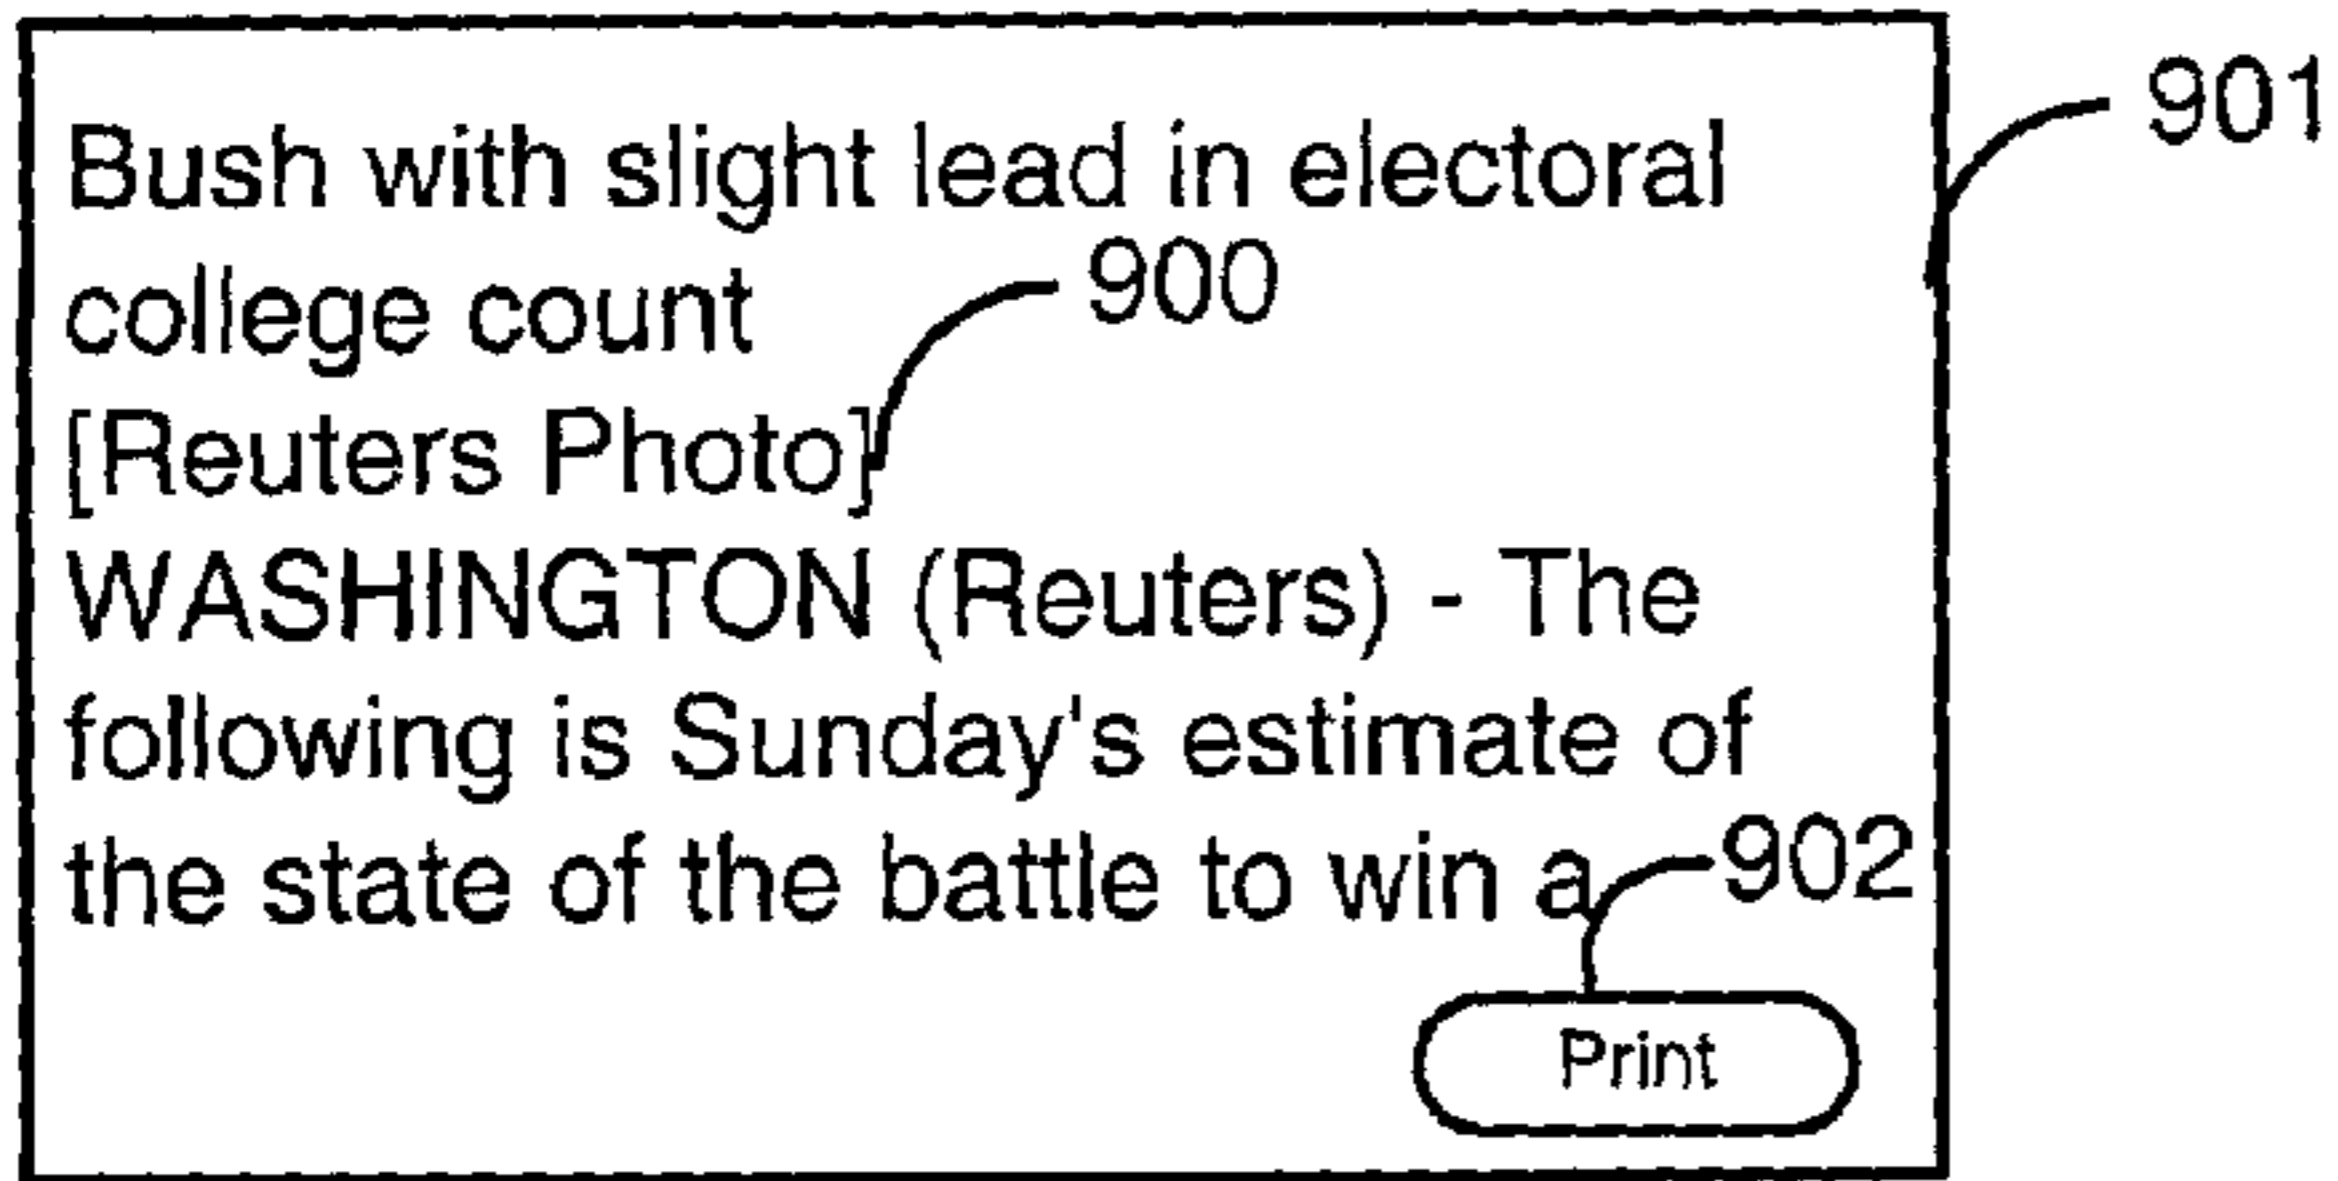 901
Bush with slight lead in electoral
college count
900
[Reuters Photo]
WASHINGTON (Reuters) - The
following is Sunday's estimate of
the state of the battle to win a
902
Print